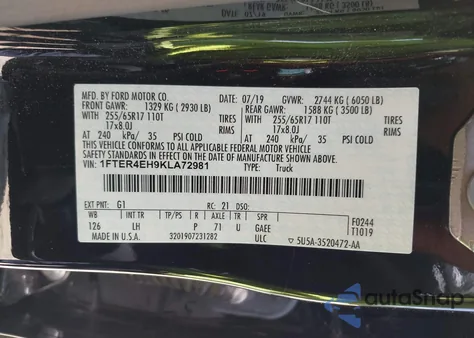 MFD. BY FORD MOTOR CO.
DATE: 07/19 GVWR: 2744 KG ( 6050 LB)
FRONT GAWR: 1329 KG ( 2930 LB) REAR GAWR: 1588 KG ( 3500 LB)
WITH 255/65R17 110T TIRES WITH 255/65R17 110T TIRES
17x8.0J RIMS 17x8.0J RIMS
AT 240 kPa/ 35 PSI COLD AT 240 kPa/ 35 PSI COLD
THIS VEHICLE CONFORMS TO ALL APPLICABLE FEDERAL MOTOR VEHICLE SAFETY AND THEFT
PREVENTION STANDARDS IN EFFECT ON THE DATE OF MANUFACTURE SHOWN ABOVE.
VIN: 1FTER4EH9KLA72981
TYPE: Truck
EXT PNT: G1 RC: 21 DSO:
WB INT TR TP/PS R AXLE TR SPR
126 LH P 71 U GAEE
F0244
T1019
MADE IN U.S.A. 3201907231282 ULC 5U5A-3520472-AA
autoSnap